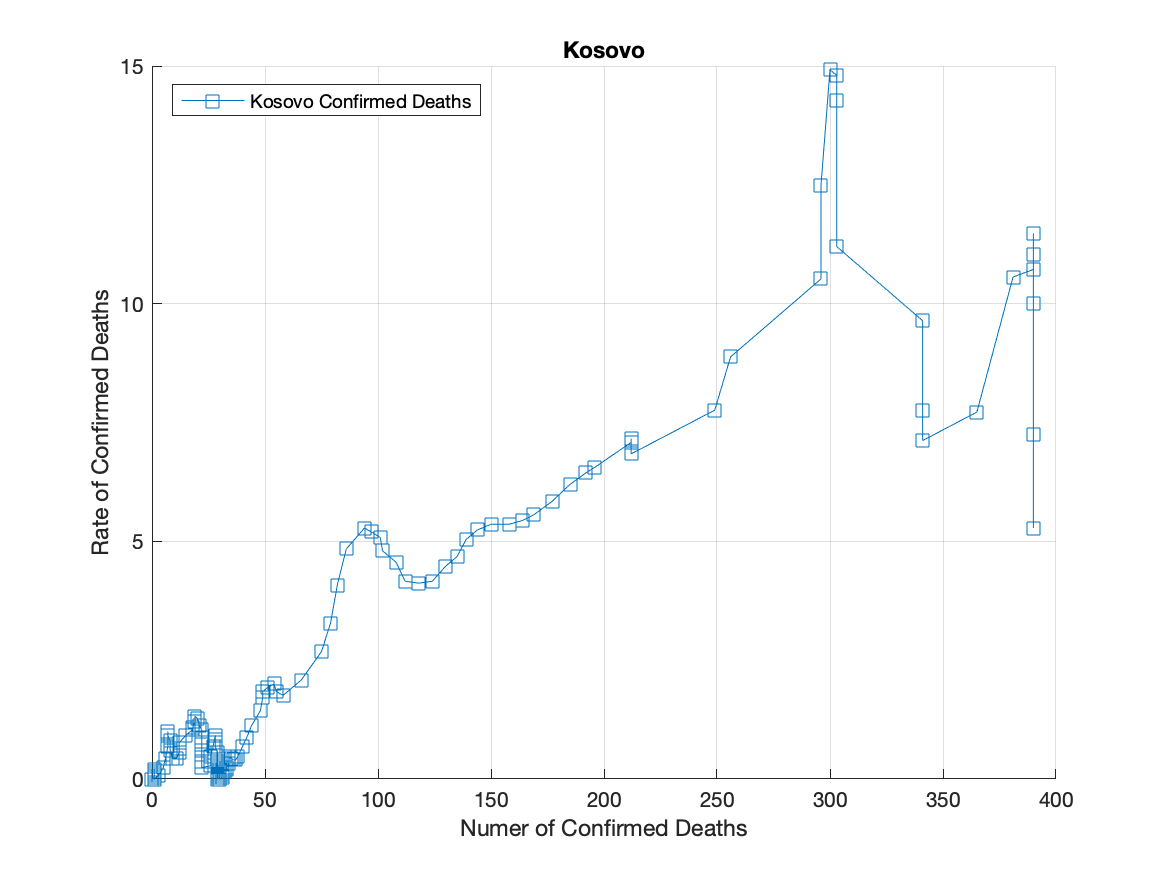 Kosovo
Kosovo Confirmed Deaths
15
10
5
0
Rate of Confirmed Deaths
0 50 100 150 200 250 300 350 400
Numer of Confirmed Deaths